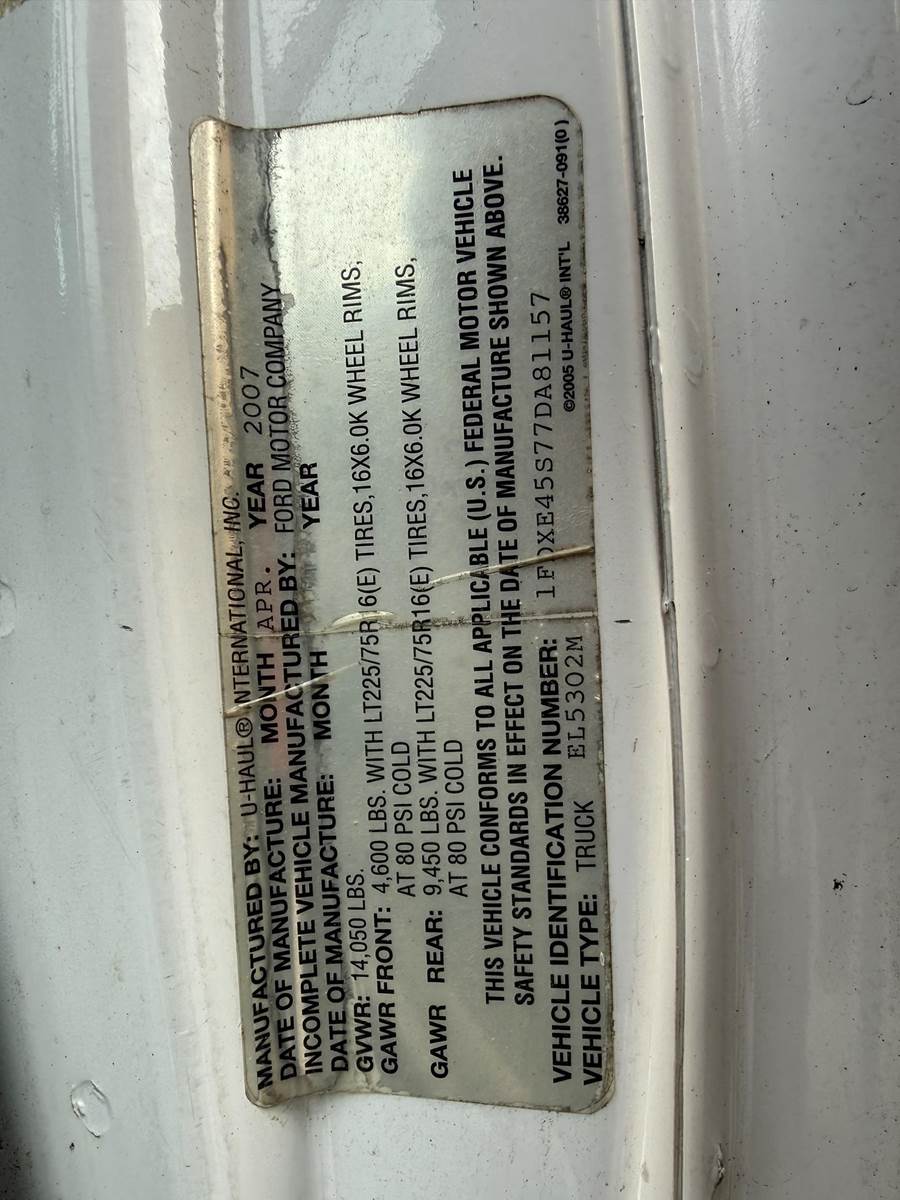 MANUFACTURED BY: U-HAUL® INTERNATIONAL, INC.
DATE OF MANUFACTURE: MONTH APR. YEAR 2007
INCOMPLETE VEHICLE MANUFACTURED BY: FORD MOTOR COMPANY
DATE OF MANUFACTURE: MONTH YEAR
GVWR: 14,050 LBS.
GAWR FRONT: 4,600 LBS. WITH LT225/75R16(E) TIRES,16X6.0K WHEEL RIMS,
AT 80 PSI COLD
GAWR REAR: 9,450 LBS. WITH LT225/75R16(E) TIRES,16X6.0K WHEEL RIMS,
AT 80 PSI COLD
THIS VEHICLE CONFORMS TO ALL APPLICABLE (U.S.) FEDERAL MOTOR VEHICLE
SAFETY STANDARDS IN EFFECT ON THE DATE OF MANUFACTURE SHOWN ABOVE.
VEHICLE IDENTIFICATION NUMBER: 1FDXE45S77DA81157
VEHICLE TYPE: TRUCK EL5302M ©2005 U-HAUL® INT'L 38627-091(0)